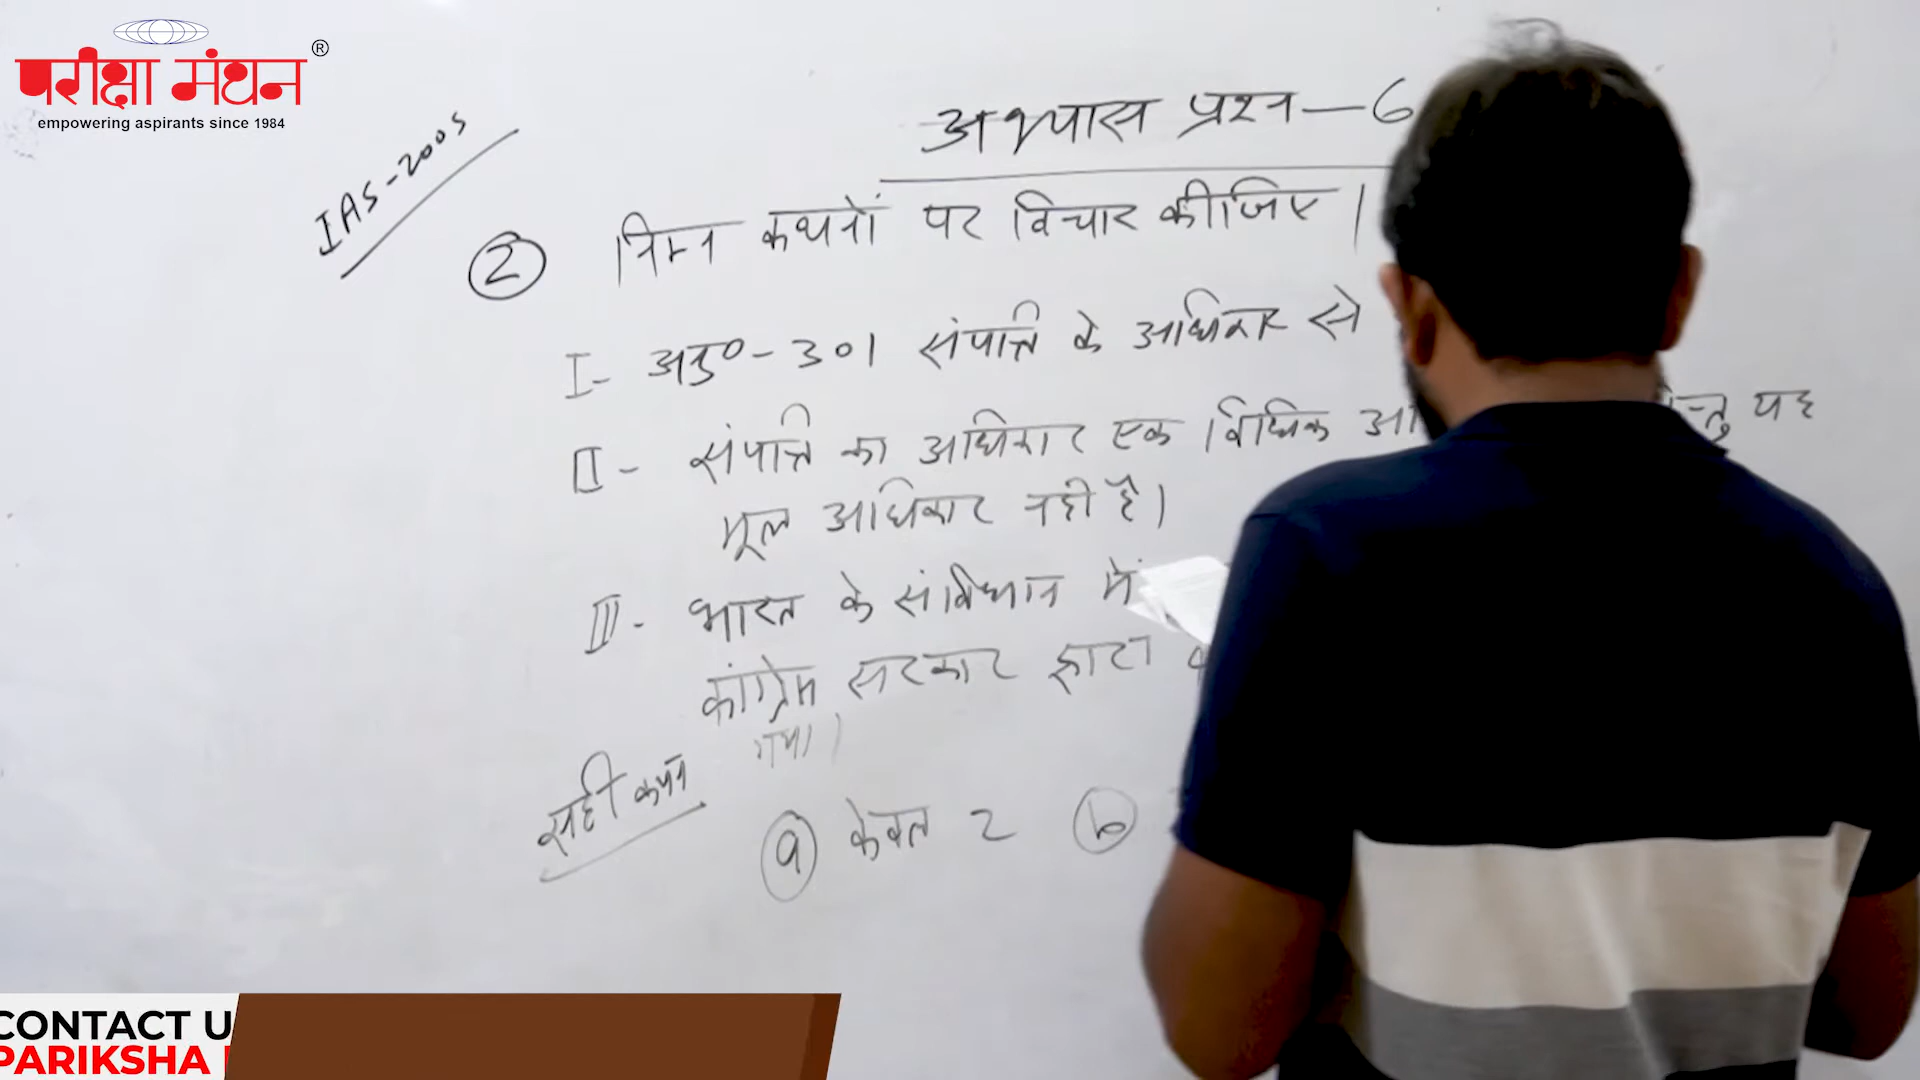 परीक्षा मंथन ®
empowering aspirants since 1984
IAS-2005
अभ्यास प्रश्न-6
② निम्न कथनों पर विचार कीजिए।
I- अनु०-301 संपत्ति के अधिकार से
II- संपत्ति का अधिकार एक विधिक यह
मूल अधिकार नहीं है।
III- भारत के संविधान में
कांग्रेस सरकार द्वारा
गया।
सही कथन
ⓐ केवल 2 ⓑ
CONTACT U
PARIKSHA